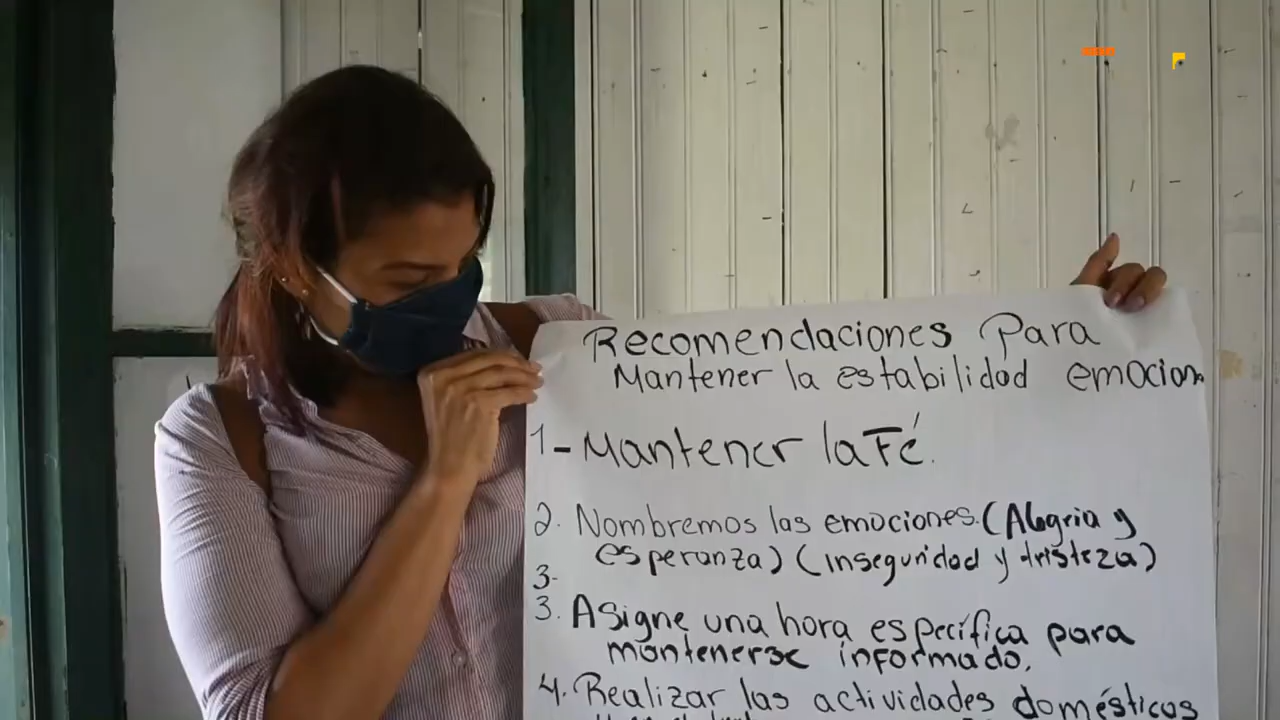 Recomendaciones Para
Mantener la estabilidad emocion
1- Mantener la Fé.
2. Nombremos las emociones. (Alegria y
esperanza) (inseguridad y tristeza)
3-
3. Asigne una hora específica para
mantenerse informado.
4. Realizar las actividades domésticas